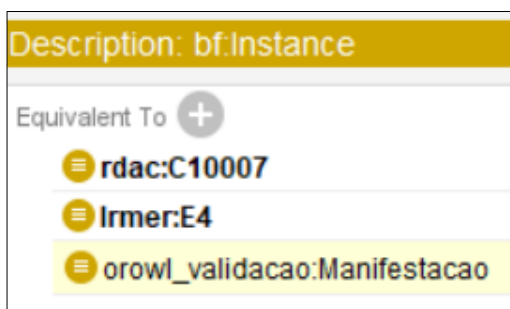 Description: bf:Instance
Equivalent To
rdac:C10007
lrmer:E4
orowl_validacao:Manifestacao